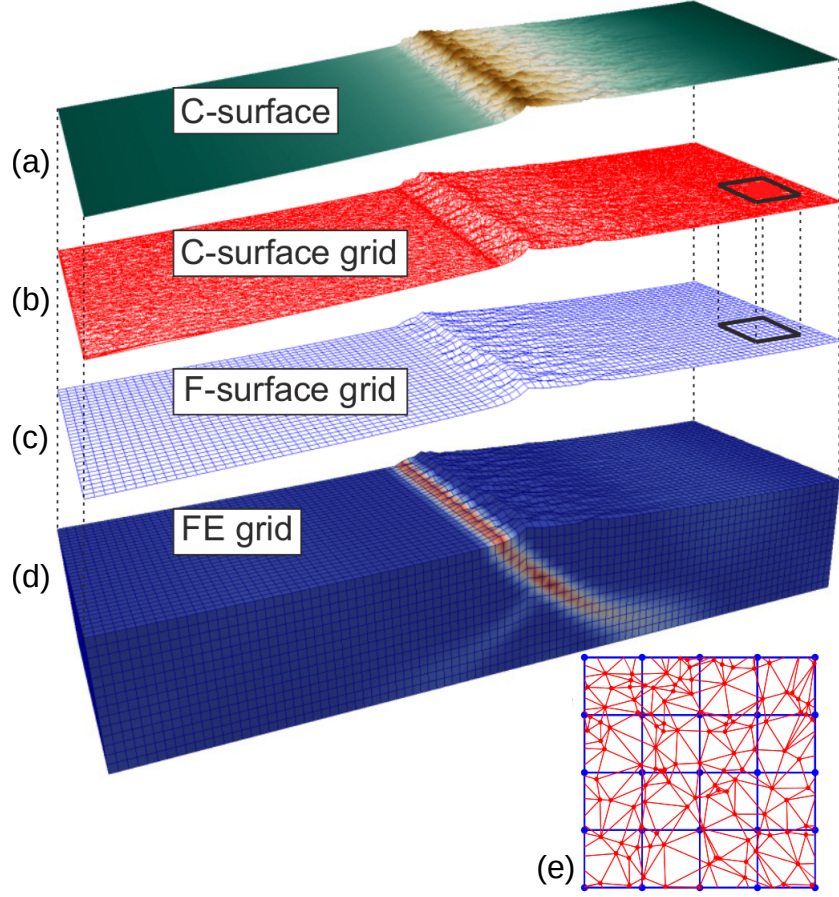 C-surface
(a)
C-surface grid
(b)
F-surface grid
(c)
FE grid
(d)
(e)